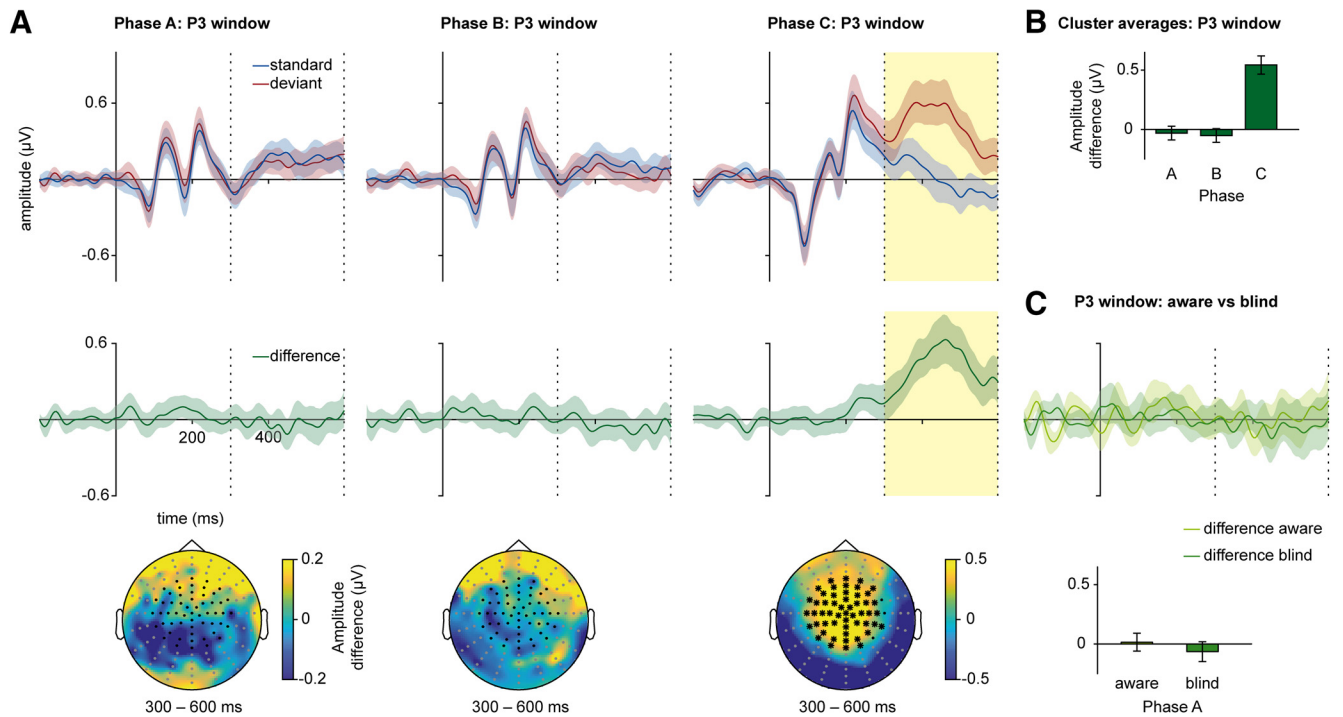 A
Phase A: P3 window
Phase B: P3 window
Phase C: P3 window
standard
deviant
0.6
amplitude (µV)
-0.6
0.6
difference
200
400
-0.6
time (ms)
0.2
Amplitude
difference (µV)
-0.2
0.5
-0.5
300 – 600 ms
300 – 600 ms
300 – 600 ms
B
Cluster averages: P3 window
0.5
Amplitude
difference (µV)
0
A
B
C
Phase
C
P3 window: aware vs blind
difference aware
difference blind
0.5
0
aware
blind
Phase A